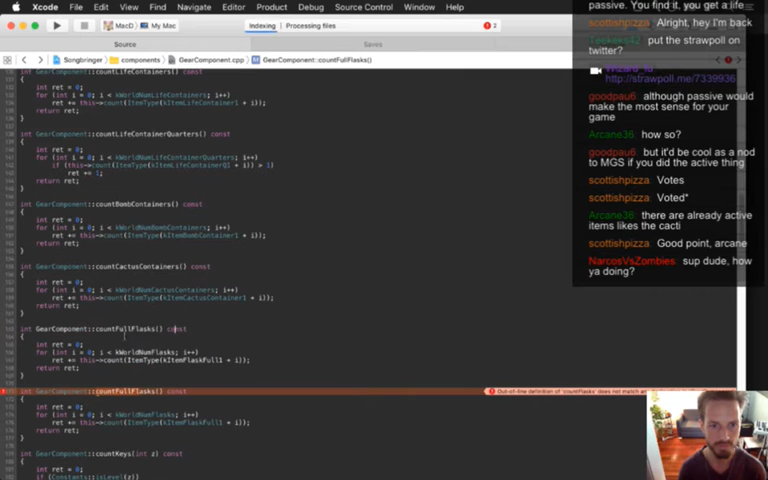 Xcode File Edit View Find Navigate Editor Product Debug Source Control Window Help
MacD My Mac
Indexing Processing files
2
Source
Saves
Songbringer components GearComponent.cpp GearComponent::countFullFlasks()
int GearComponent::countLifeContainers() const
{
int ret = 0;
for (int i = 0; i < kWorldNumLifeContainers; i++)
ret += this->count(ItemType(kItemLifeContainer1 + i));
return ret;
}
int GearComponent::countLifeContainerQuarters() const
{
int ret = 0;
for (int i = 0; i < kWorldNumLifeContainerQuarters; i++)
if (this->count(ItemType(kItemLifeContainerQ1 + i)) > 1)
ret += 1;
return ret;
}
int GearComponent::countBombContainers() const
{
int ret = 0;
for (int i = 0; i < kWorldNumBombContainers; i++)
ret += this->count(ItemType(kItemBombContainer1 + i));
return ret;
}
int GearComponent::countCactusContainers() const
{
int ret = 0;
for (int i = 0; i < kWorldNumCactusContainers; i++)
ret += this->count(ItemType(kItemCactusContainer1 + i));
return ret;
}
int GearComponent::countFullFlasks() const
{
int ret = 0;
for (int i = 0; i < kWorldNumFlasks; i++)
ret += this->count(ItemType(kItemFlaskFull1 + i));
return ret;
}
int GearComponent::countFullFlasks() const
Out-of-line definition of 'countFlasks' does not match
{
int ret = 0;
for (int i = 0; i < kWorldNumFlasks; i++)
ret += this->count(ItemType(kItemFlaskFull1 + i));
return ret;
}
int GearComponent::countKeys(int z) const
{
if (Constants::isLevel(z))
passive. You find it, you get a life
scottishpizza Alright, hey I'm back
put the strawpoll on
twitter?
http://strawpoll.me/7339936
goodpau6 although passive would
make the most sense for your
game
Arcane36 how so?
goodpau6 but it'd be cool as a nod
to MGS if you did the active thing
scottishpizza Votes
scottishpizza Voted*
Arcane36 there are already active
items likes the cacti
scottishpizza Good point, arcane
NarcosVsZombies sup dude, how
ya doing?